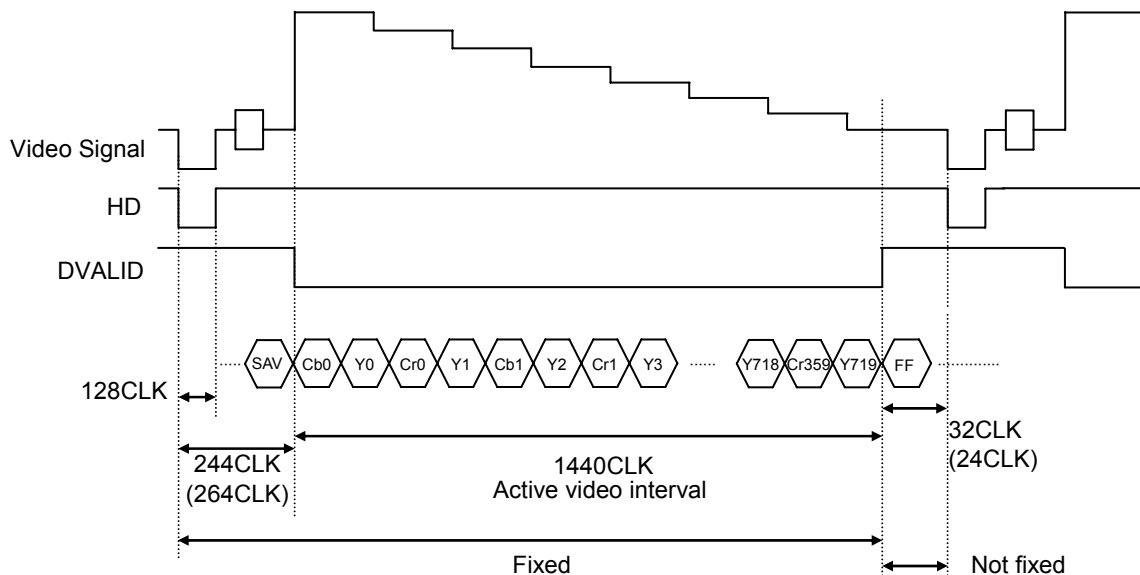 Video Signal
HD
DVALID
SAV Cb0 Y0 Cr0 Y1 Cb1 Y2 Cr1 Y3 Y718 Cr359 Y719 FF
128CLK
244CLK
(264CLK)
1440CLK
Active video interval
32CLK
(24CLK)
Fixed
Not fixed